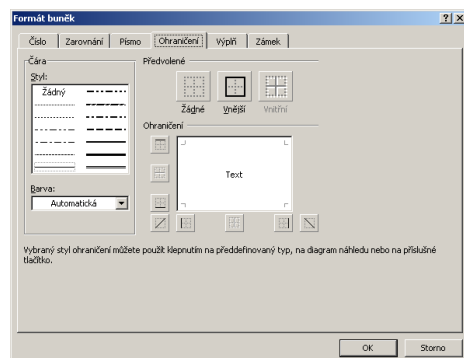 Formát buněk
Číslo Zarovnání Písmo Ohraničení Výplň Zámek
Čára
Styl:
Žádný
Barva:
Automatická
Předvolené
Žádné Vnější Vnitřní
Ohraničení
Text
Vybraný styl ohraničení můžete použít klepnutím na předdefinovaný typ, na diagram náhledu nebo na příslušné
tlačítko.
OK Storno